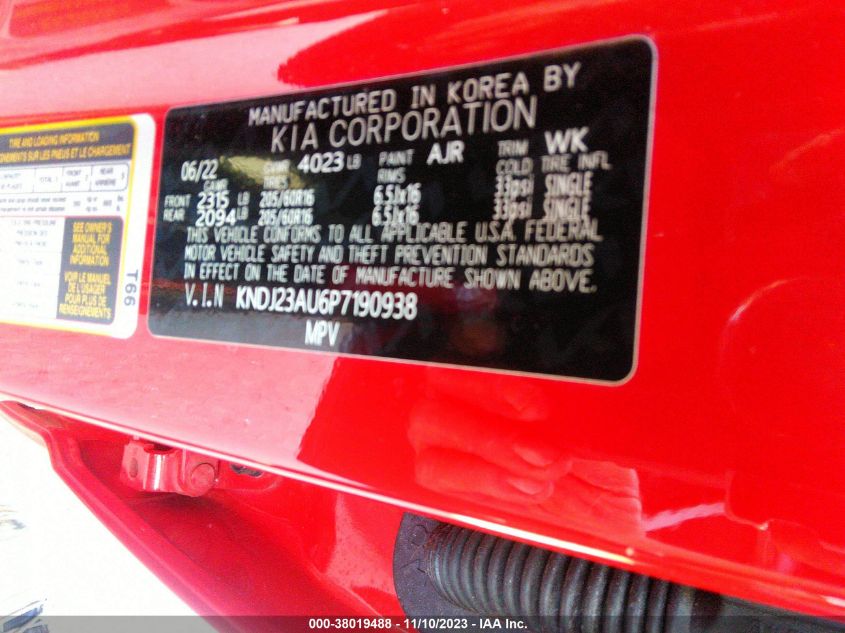 TIRE AND LOADING INFORMATION
SEE OWNER'S
MANUAL FOR
ADDITIONAL
INFORMATION
VOIR LE MANUEL
DE L'USAGER
POUR PLUS DE
RENSEIGNEMENTS
T66
MANUFACTURED IN KOREA BY
KIA CORPORATION
06/22 GVWR 4023 LB PAINT AJR TRIM WK
GAWR TIRES RIMS COLD TIRE INFL
FRONT 2315 LB 205/60R16 6.5Jx16 33psi SINGLE
REAR 2094 LB 205/60R16 6.5Jx16 33psi SINGLE
THIS VEHICLE CONFORMS TO ALL APPLICABLE U.S.A. FEDERAL
MOTOR VEHICLE SAFETY AND THEFT PREVENTION STANDARDS
IN EFFECT ON THE DATE OF MANUFACTURE SHOWN ABOVE.
V.I.N KNDJ23AU6P7190938
MPV
000-38019488 - 11/10/2023 - IAA Inc.